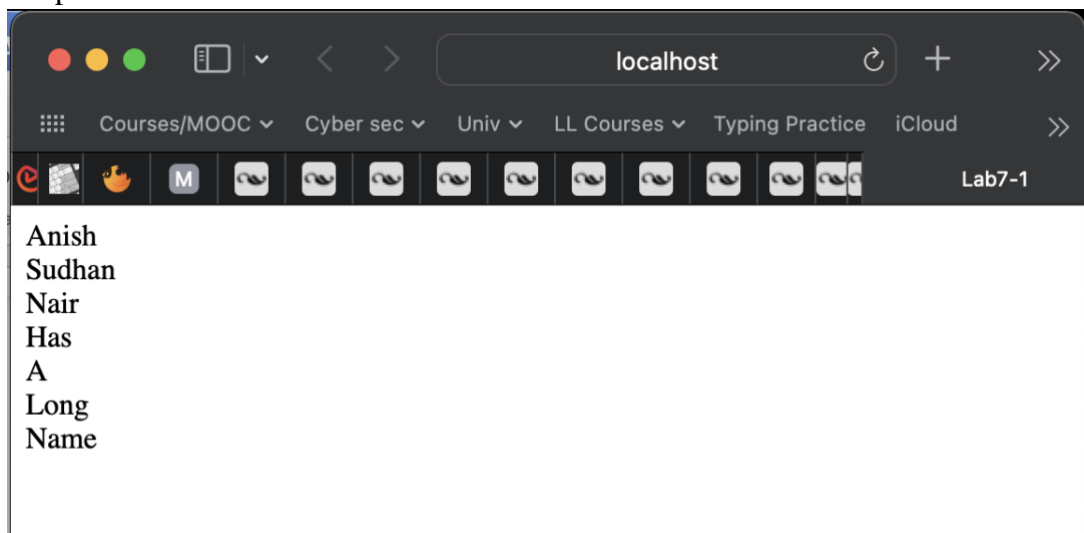 localhost
Courses/MOOC Cyber sec Univ LL Courses Typing Practice iCloud
M Lab7-1
Anish
Sudhan
Nair
Has
A
Long
Name